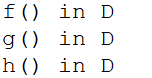 f() in D
g() in D
h() in D